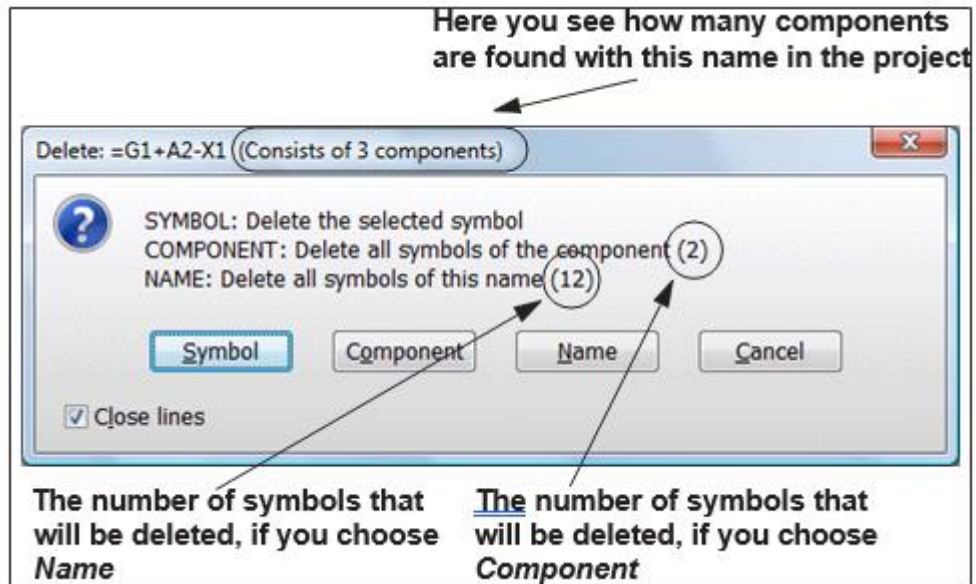 Here you see how many components
are found with this name in the project
Delete: =G1+A2-X1 (Consists of 3 components)
SYMBOL: Delete the selected symbol
COMPONENT: Delete all symbols of the component (2)
NAME: Delete all symbols of this name (12)
Symbol Component Name Cancel
Close lines
The number of symbols that
will be deleted, if you choose
Name
The number of symbols that
will be deleted, if you choose
Component